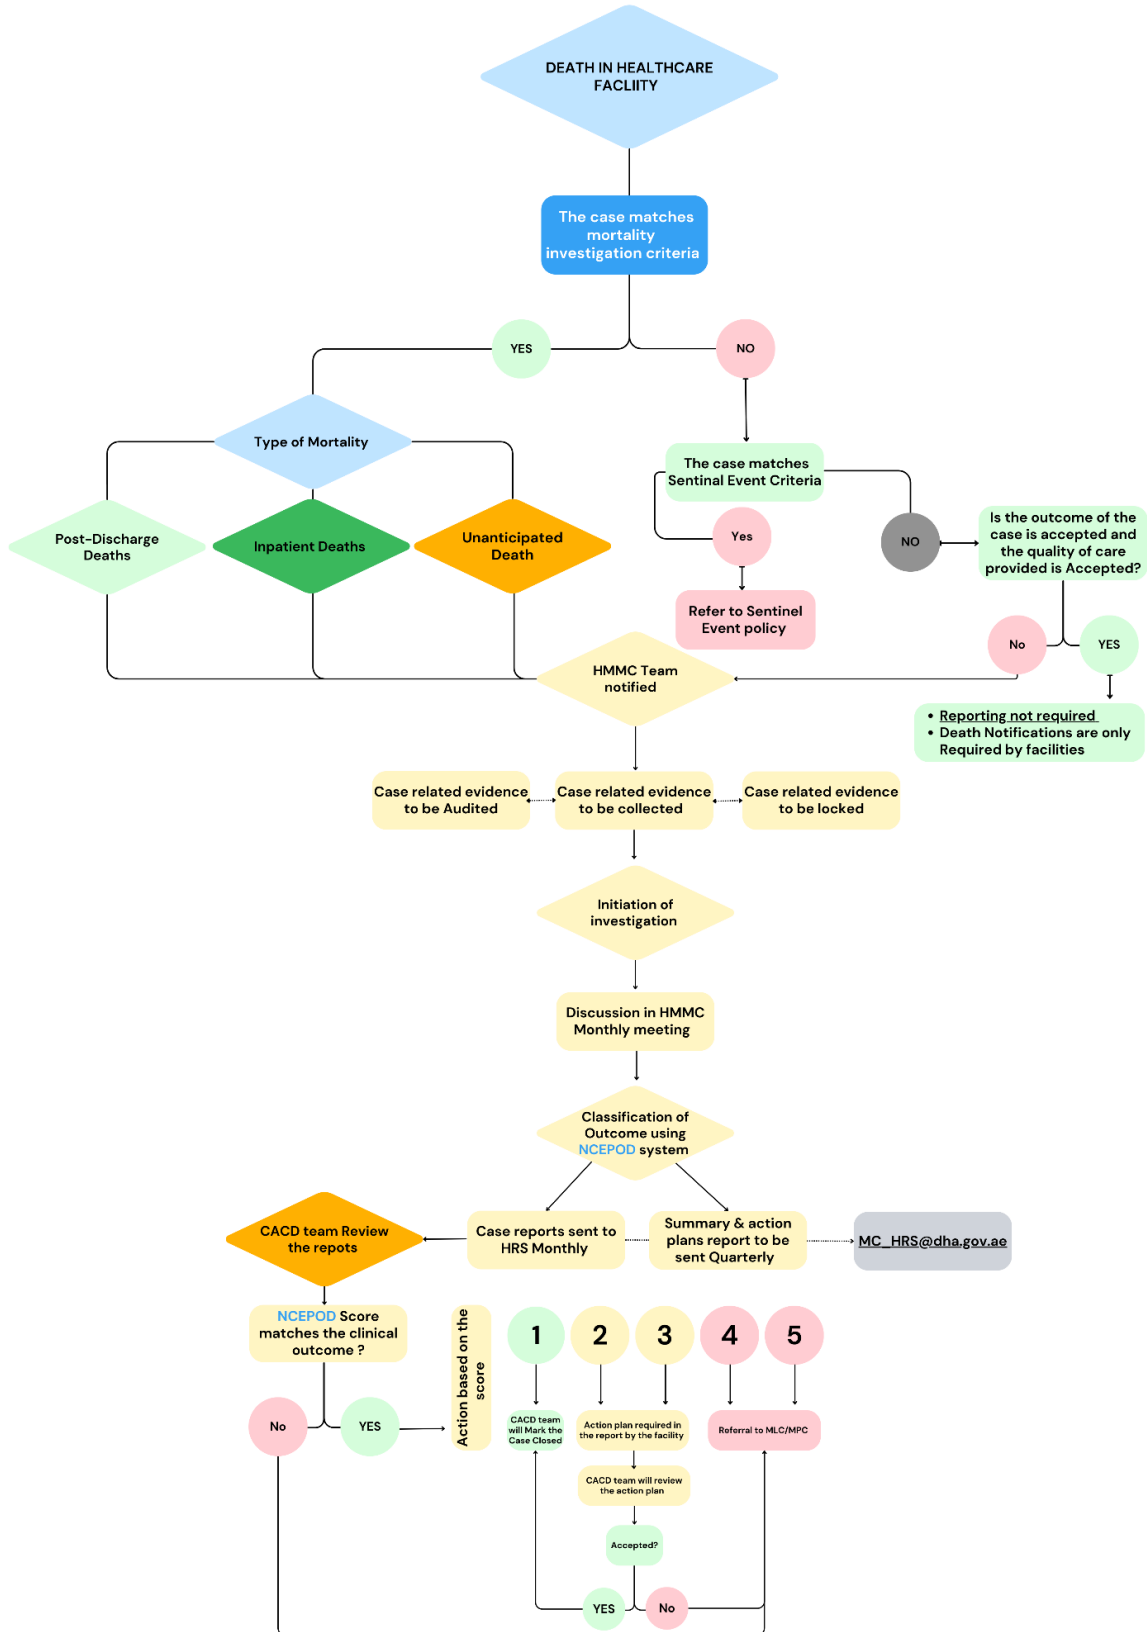 DEATH IN HEALTHCARE
FACLIITY
The case matches
mortality
investigation criteria
YES
NO
Type of Mortality
The case matches
Sentinal Event Criteria
Post-Discharge
Deaths
Inpatient Deaths
Unanticipated
Death
Yes
NO
Is the outcome of the
case is accepted and
the quality of care
provided is Accepted?
Refer to Sentinel
Event policy
No
YES
HMMC Team
notified
• Reporting not required
• Death Notifications are only
Required by facilities
Case related evidence
to be Audited
Case related evidence
to be collected
Case related evidence
to be locked
Initiation of
investigation
Discussion in HMMC
Monthly meeting
Classification of
Outcome using
NCEPOD system
CACD team Review
the repots
Case reports sent to
HRS Monthly
Summary & action
plans report to be
sent Quarterly
MC_HRS@dha.gov.ae
NCEPOD Score
matches the clinical
outcome ?
No
YES
Action based on the
score
1
2
3
4
5
CACD team
will Mark the
Case Closed
Action plan required in
the report by the facility
Referral to MLC/MPC
CACD team will review
the action plan
Accepted?
YES
No